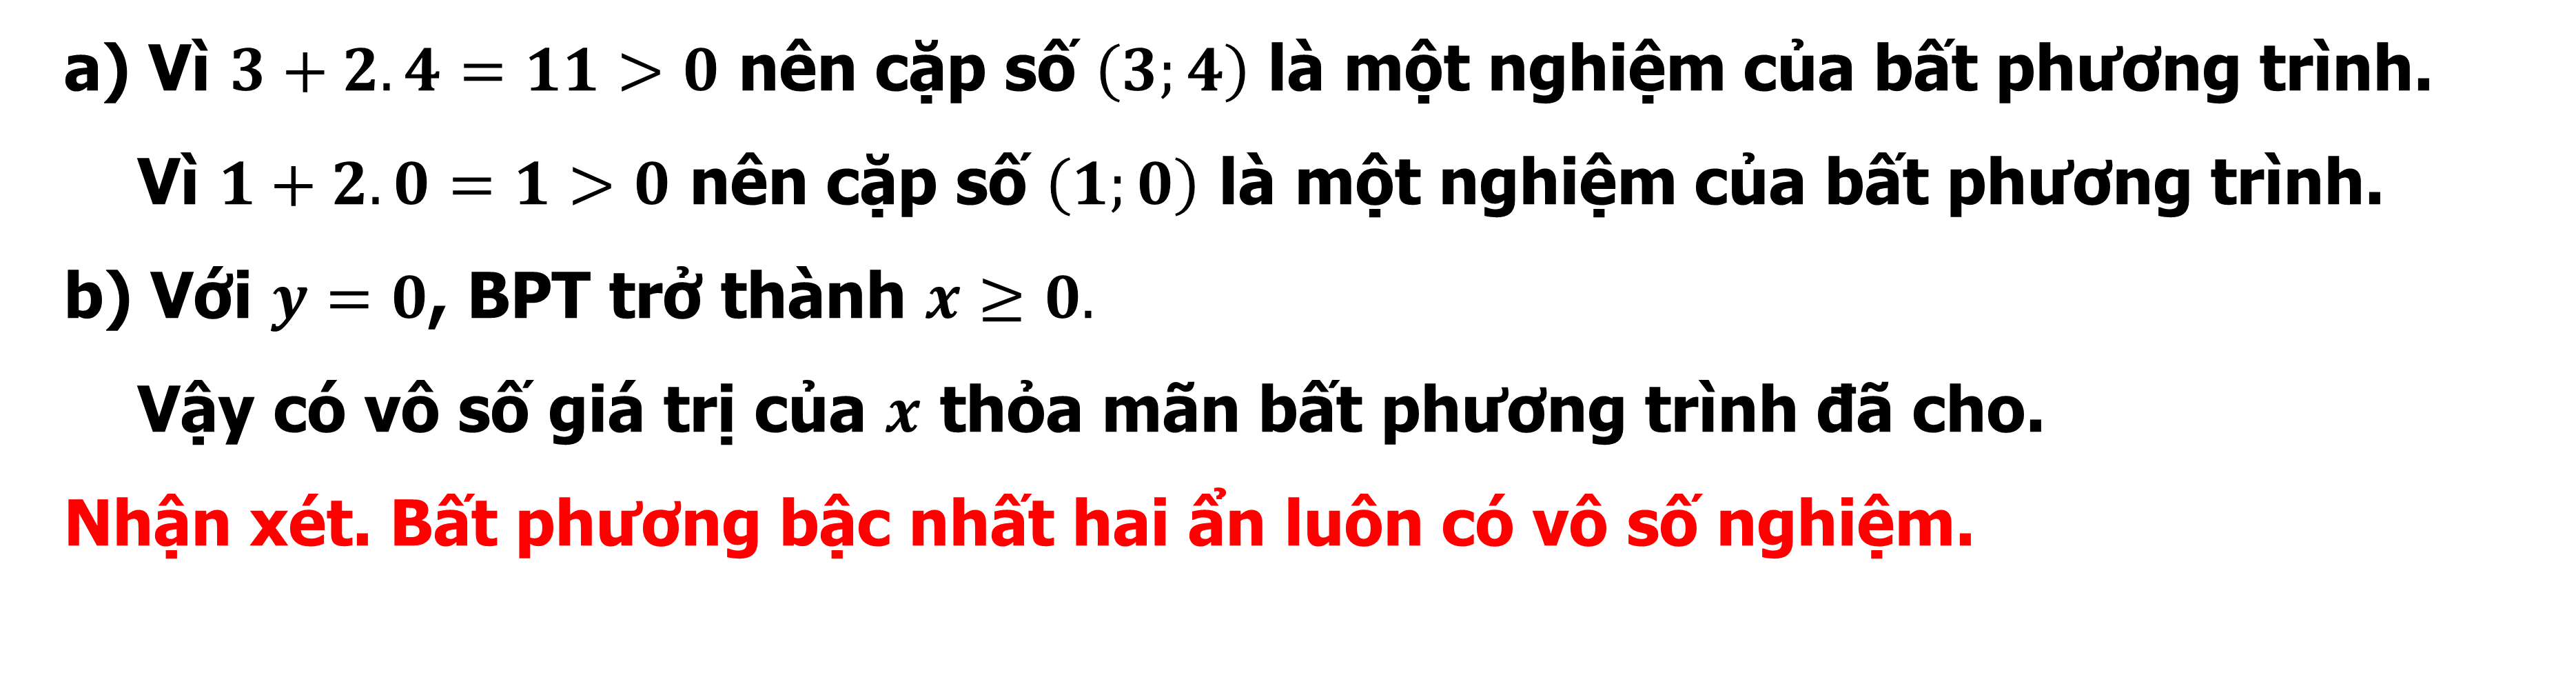 a) Vì 3 + 2. 4 = 11 > 0 nên cặp số (3; 4) là một nghiệm của bất phương trình.
Vì 1 + 2. 0 = 1 > 0 nên cặp số (1; 0) là một nghiệm của bất phương trình.
b) Với y = 0, BPT trở thành x ≥ 0.
Vậy có vô số giá trị của x thỏa mãn bất phương trình đã cho.
Nhận xét. Bất phương bậc nhất hai ẩn luôn có vô số nghiệm.